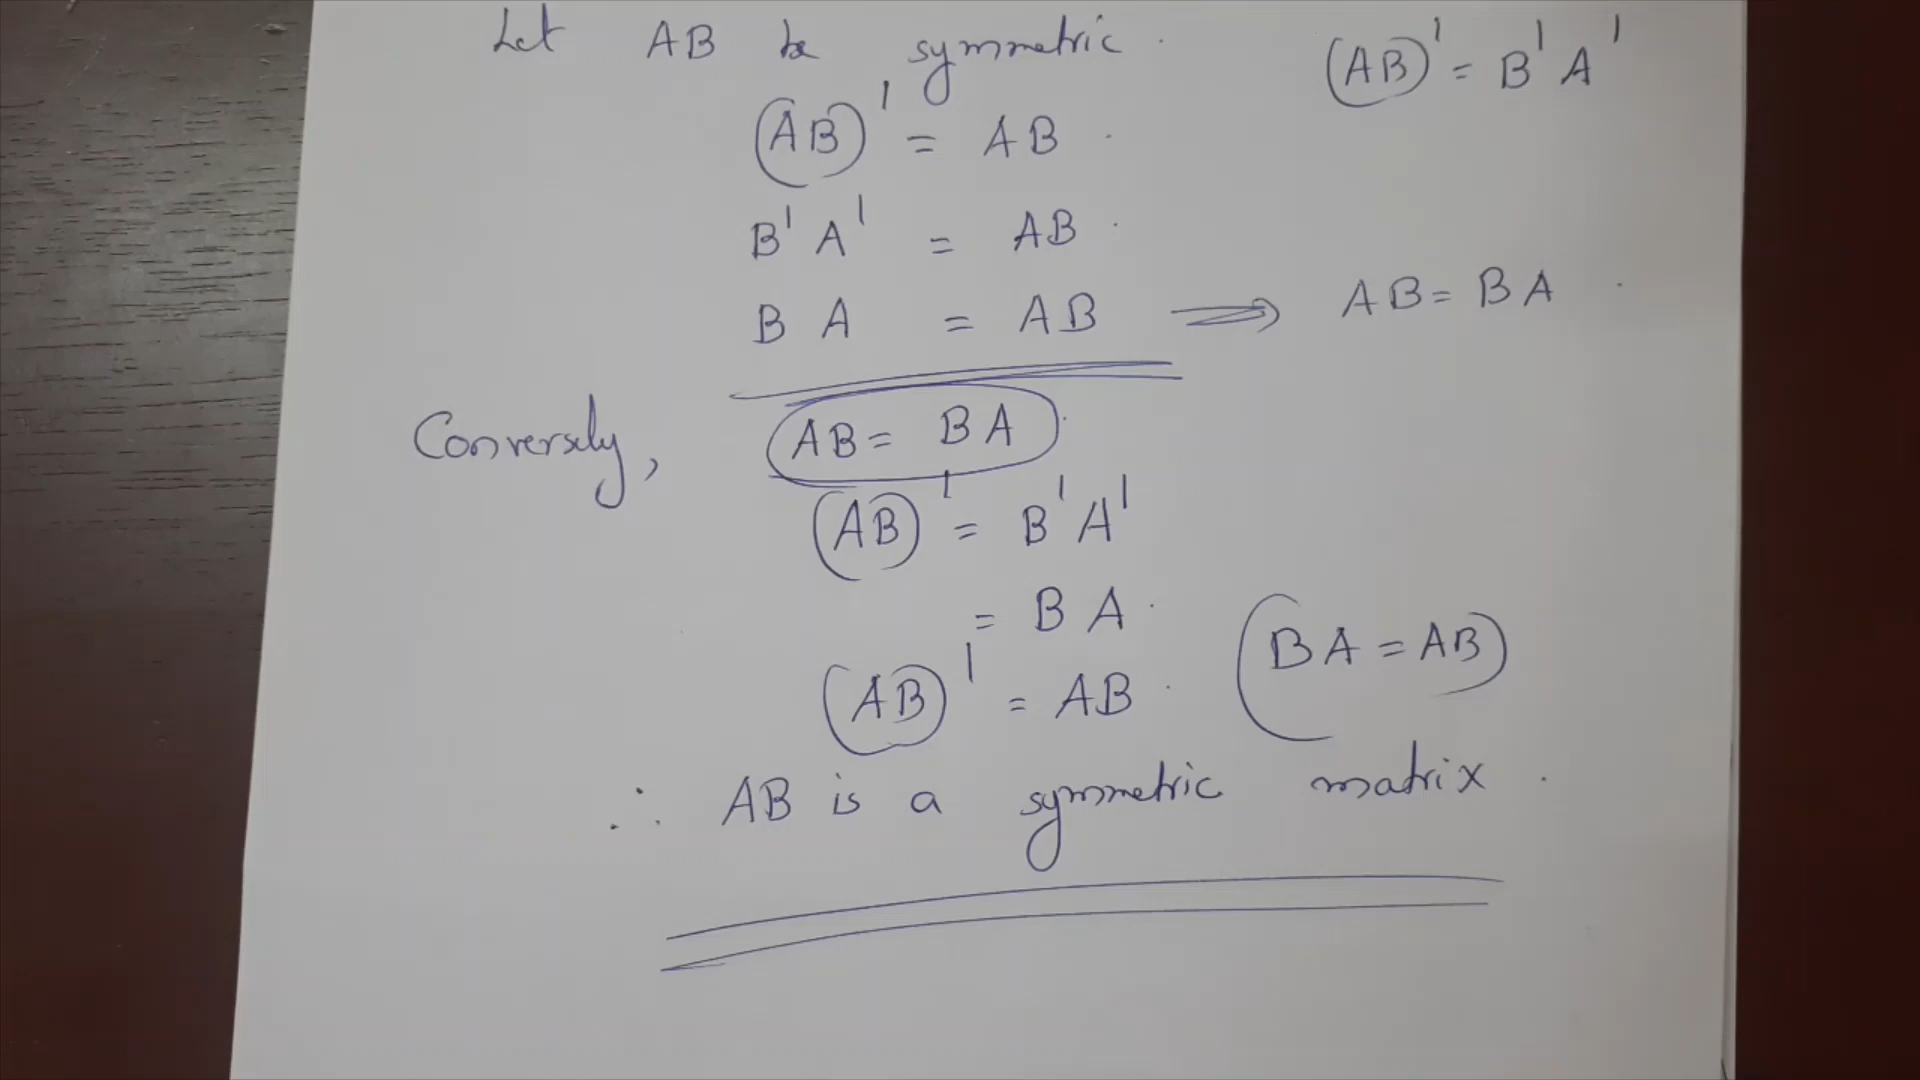 Let AB be symmetric. (AB)' = B'A'
(AB)' = AB.
B'A' = AB.
BA = AB ⟹ AB = BA.
Conversely, AB = BA.
(AB)' = B'A'
= BA.
(AB)' = AB. (BA = AB)
∴ AB is a symmetric matrix.